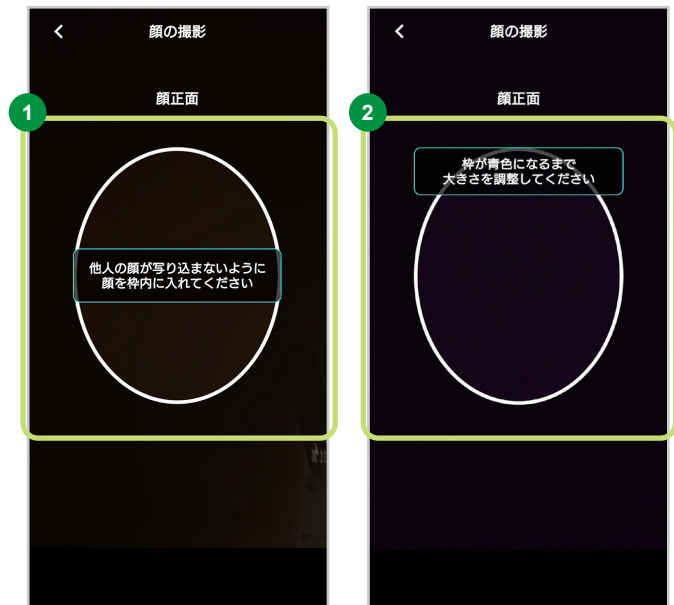 顔の撮影
顔正面
1
他人の顔が写り込まないように
顔を枠内に入れてください
顔の撮影
顔正面
2
枠が青色になるまで
大きさを調整してください